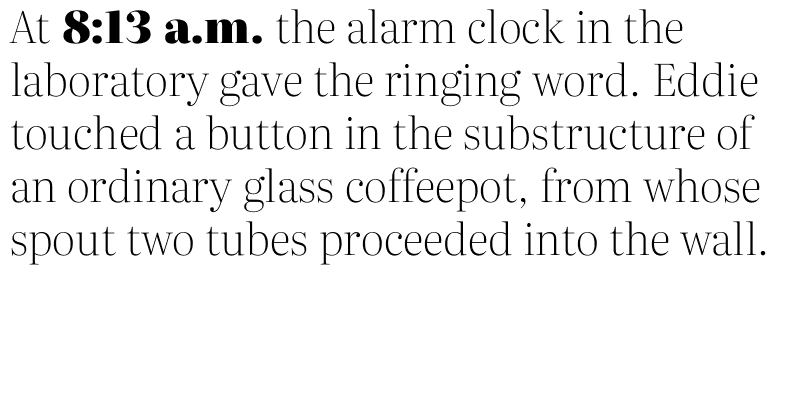 At 8:13 a.m. the alarm clock in the
laboratory gave the ringing word. Eddie
touched a button in the substructure of
an ordinary glass coffeepot, from whose
spout two tubes proceeded into the wall.